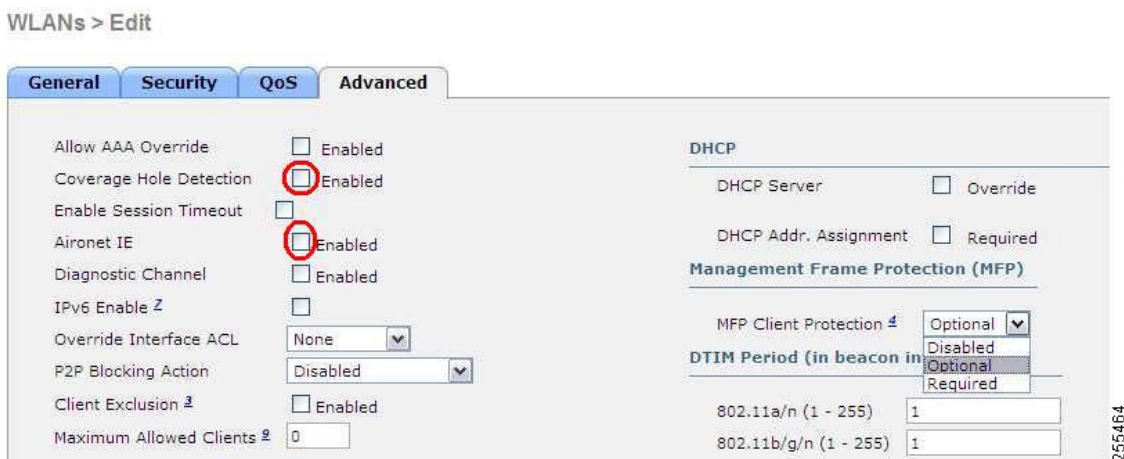 WLANs > Edit
General Security QoS Advanced
Allow AAA Override Enabled
Coverage Hole Detection Enabled
Enable Session Timeout
Aironet IE Enabled
Diagnostic Channel Enabled
IPv6 Enable 7
Override Interface ACL None
P2P Blocking Action Disabled
Client Exclusion 3 Enabled
Maximum Allowed Clients 9 0
DHCP
DHCP Server Override
DHCP Addr. Assignment Required
Management Frame Protection (MFP)
MFP Client Protection 4 Optional
Disabled
Optional
Required
DTIM Period (in beacon in
802.11a/n (1 - 255) 1
802.11b/g/n (1 - 255) 1
255464